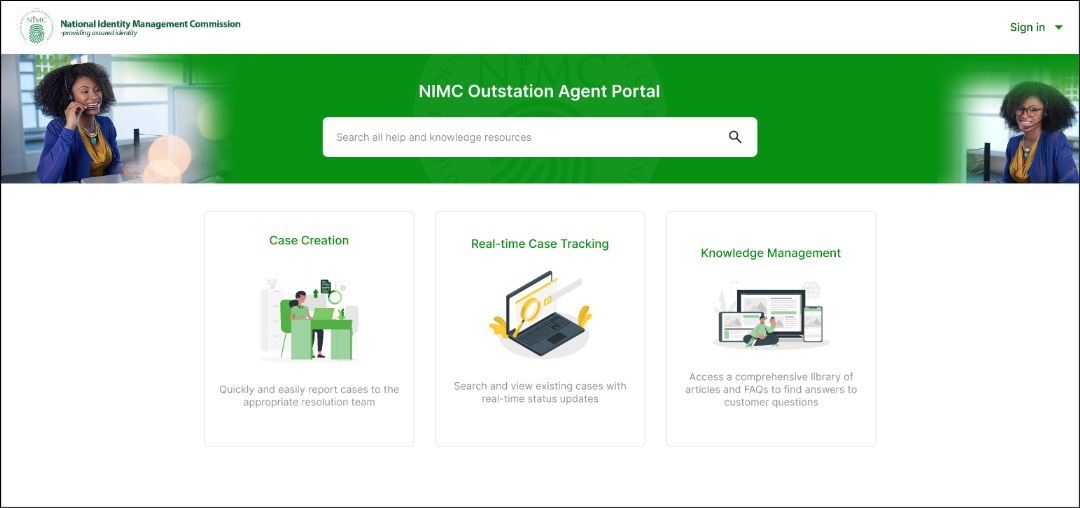 NIMC
National Identity Management Commission
-providing assured identity
Sign in
NIMC
NIMC Outstation Agent Portal
Search all help and knowledge resources
Case Creation
Real-time Case Tracking
Knowledge Management
Quickly and easily report cases to the
appropriate resolution team
Search and view existing cases with
real-time status updates
Access a comprehensive library of
articles and FAQs to find answers to
customer questions